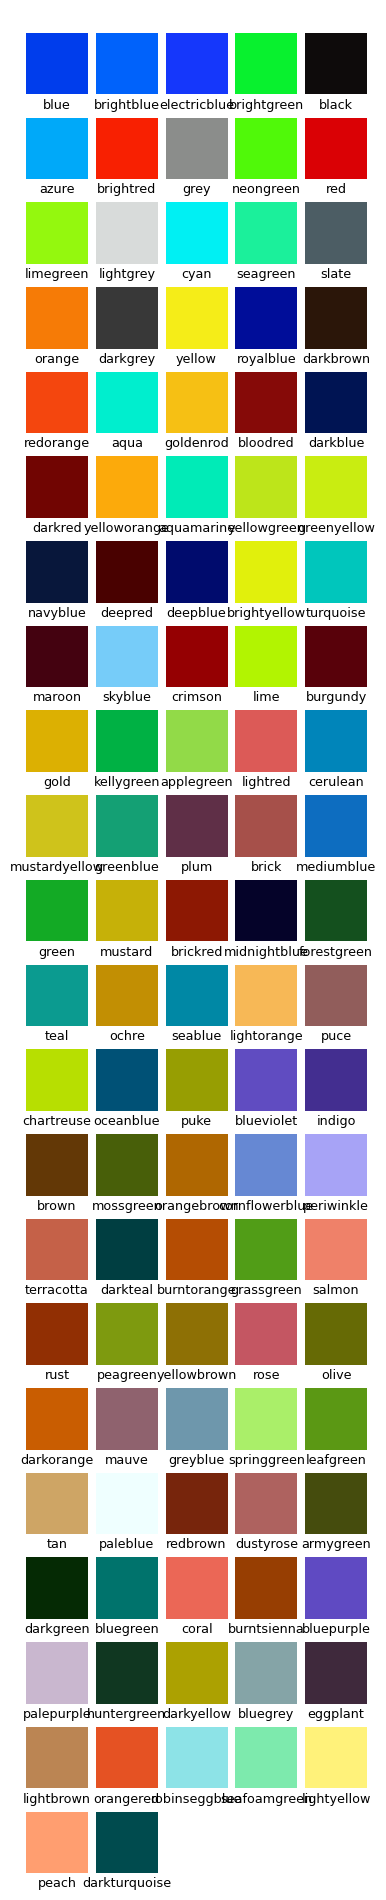 blue brightblue electricblue brightgreen black
azure brightred grey neongreen red
limegreen lightgrey cyan seagreen slate
orange darkgrey yellow royalblue darkbrown
redorange aqua goldenrod bloodred darkblue
darkred yelloworange aquamarine yellowgreen greenyellow
navyblue deepred deepblue brightyellow turquoise
maroon skyblue crimson lime burgundy
gold kellygreen applegreen lightred cerulean
mustardyellow greenblue plum brick mediumblue
green mustard brickred midnightblue forestgreen
teal ochre seablue lightorange puce
chartreuse oceanblue puke blueviolet indigo
brown mossgreen orangebrown cornflowerblue periwinkle
terracotta darkteal burntorange grassgreen salmon
rust peagreen yellowbrown rose olive
darkorange mauve greyblue springgreen leafgreen
tan paleblue redbrown dustyrose armygreen
darkgreen bluegreen coral burntsienna bluepurple
palepurple huntergreen darkyellow bluegrey eggplant
lightbrown orangered robinseggblue seafoamgreen lightyellow
peach darkturquoise